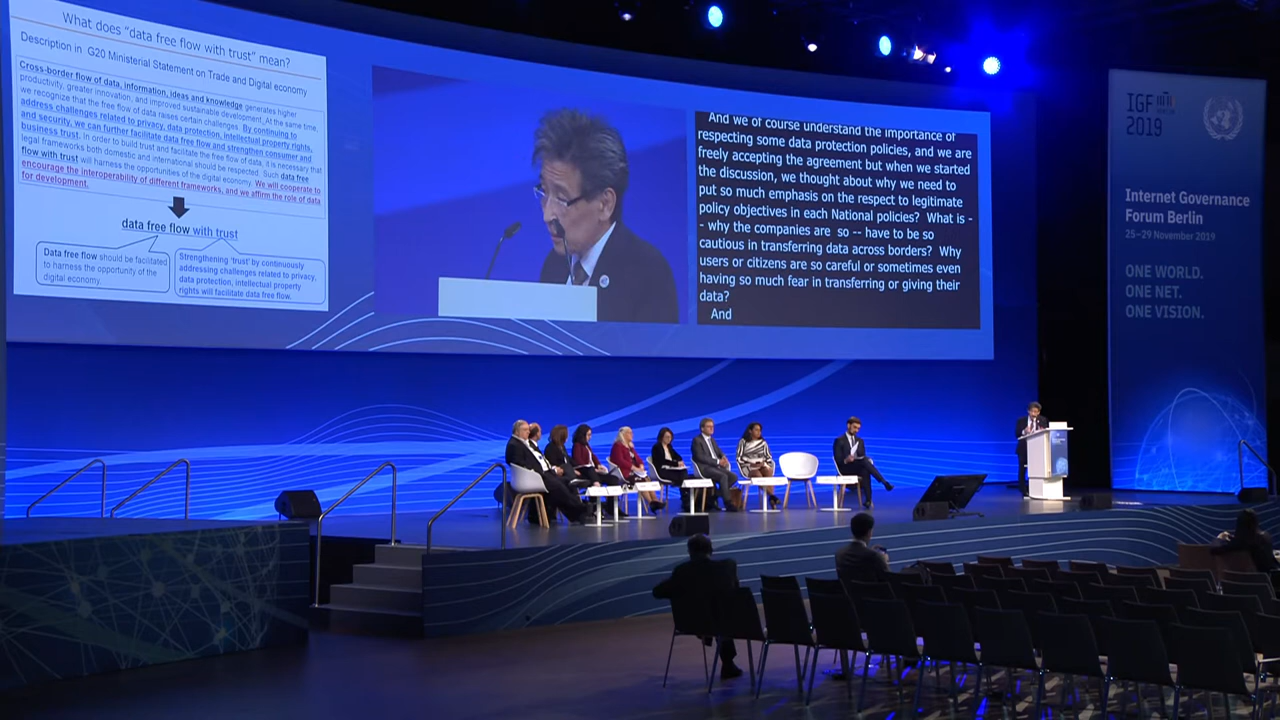 What does "data free flow with trust" mean?
Description in G20 Ministerial Statement on Trade and Digital economy
Cross-border flow of data, information, ideas and knowledge generates higher
productivity, greater innovation, and improved sustainable development. At the same time,
we recognize that the free flow of data raises certain challenges. By continuing to
address challenges related to privacy, data protection, intellectual property rights,
and security, we can further facilitate data free flow and strengthen consumer and
business trust. In order to build trust and facilitate the free flow of data, it is necessary that
legal frameworks both domestic and international should be respected. Such data free
flow with trust will harness the opportunities of the digital economy. We will cooperate to
encourage the interoperability of different frameworks, and we affirm the role of data
for development.
data free flow with trust
Data free flow should be facilitated
to harness the opportunity of the
digital economy.
Strengthening 'trust' by continuously
addressing challenges related to privacy,
data protection, intellectual property
rights will facilitate data free flow.
And we of course understand the importance of
respecting some data protection policies, and we are
freely accepting the agreement but when we started
the discussion, we thought about why we need to
put so much emphasis on the respect to legitimate
policy objectives in each National policies? What is -
- why the companies are so -- have to be so
cautious in transferring data across borders? Why
users or citizens are so careful or sometimes even
having so much fear in transferring or giving their
data?
And
IGF
2019
Internet Governance
Forum Berlin
25–29 November 2019
ONE WORLD.
ONE NET.
ONE VISION.